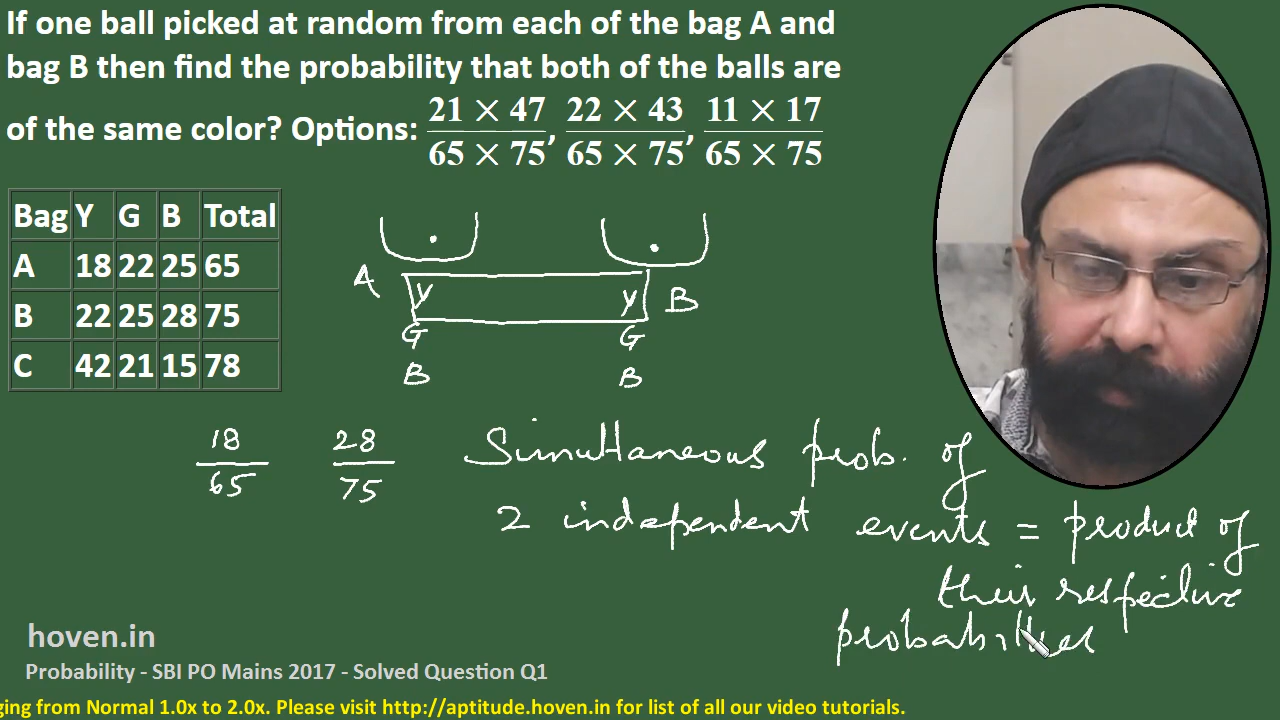 If one ball picked at random from each of the bag A and
bag B then find the probability that both of the balls are
of the same color? Options: 21 × 47 / 65 × 75, 22 × 43 / 65 × 75, 11 × 17 / 65 × 75
Bag Y G B Total
A 18 22 25 65
B 22 25 28 75
C 42 21 15 78
A Y Y B
G G
B B
18/65 28/75
Simultaneous prob. of
2 independent events = product of
their respective
probabilities
hoven.in
Probability - SBI PO Mains 2017 - Solved Question Q1
ging from Normal 1.0x to 2.0x. Please visit http://aptitude.hoven.in for list of all our video tutorials.